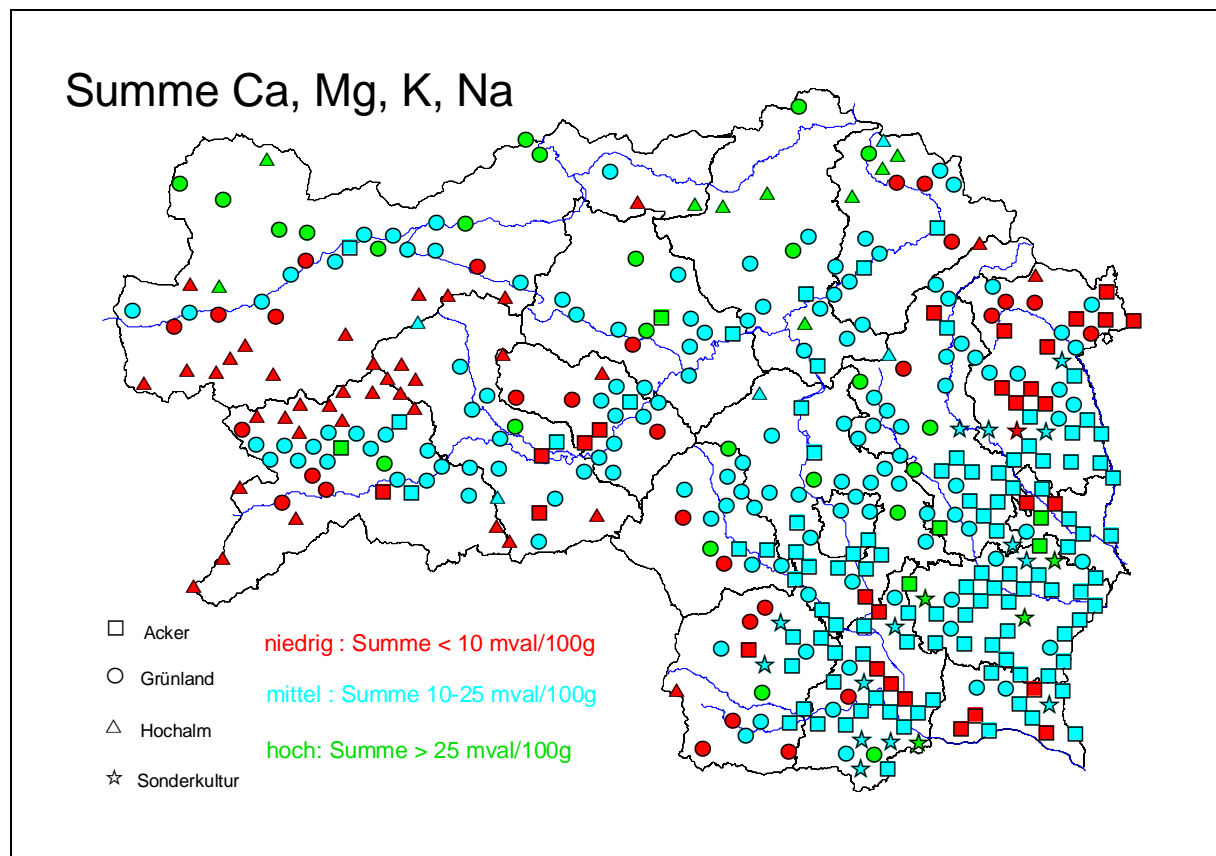 Summe Ca, Mg, K, Na
Acker
Grünland
Hochalm
Sonderkultur
niedrig : Summe < 10 mval/100g
mittel : Summe 10-25 mval/100g
hoch: Summe > 25 mval/100g